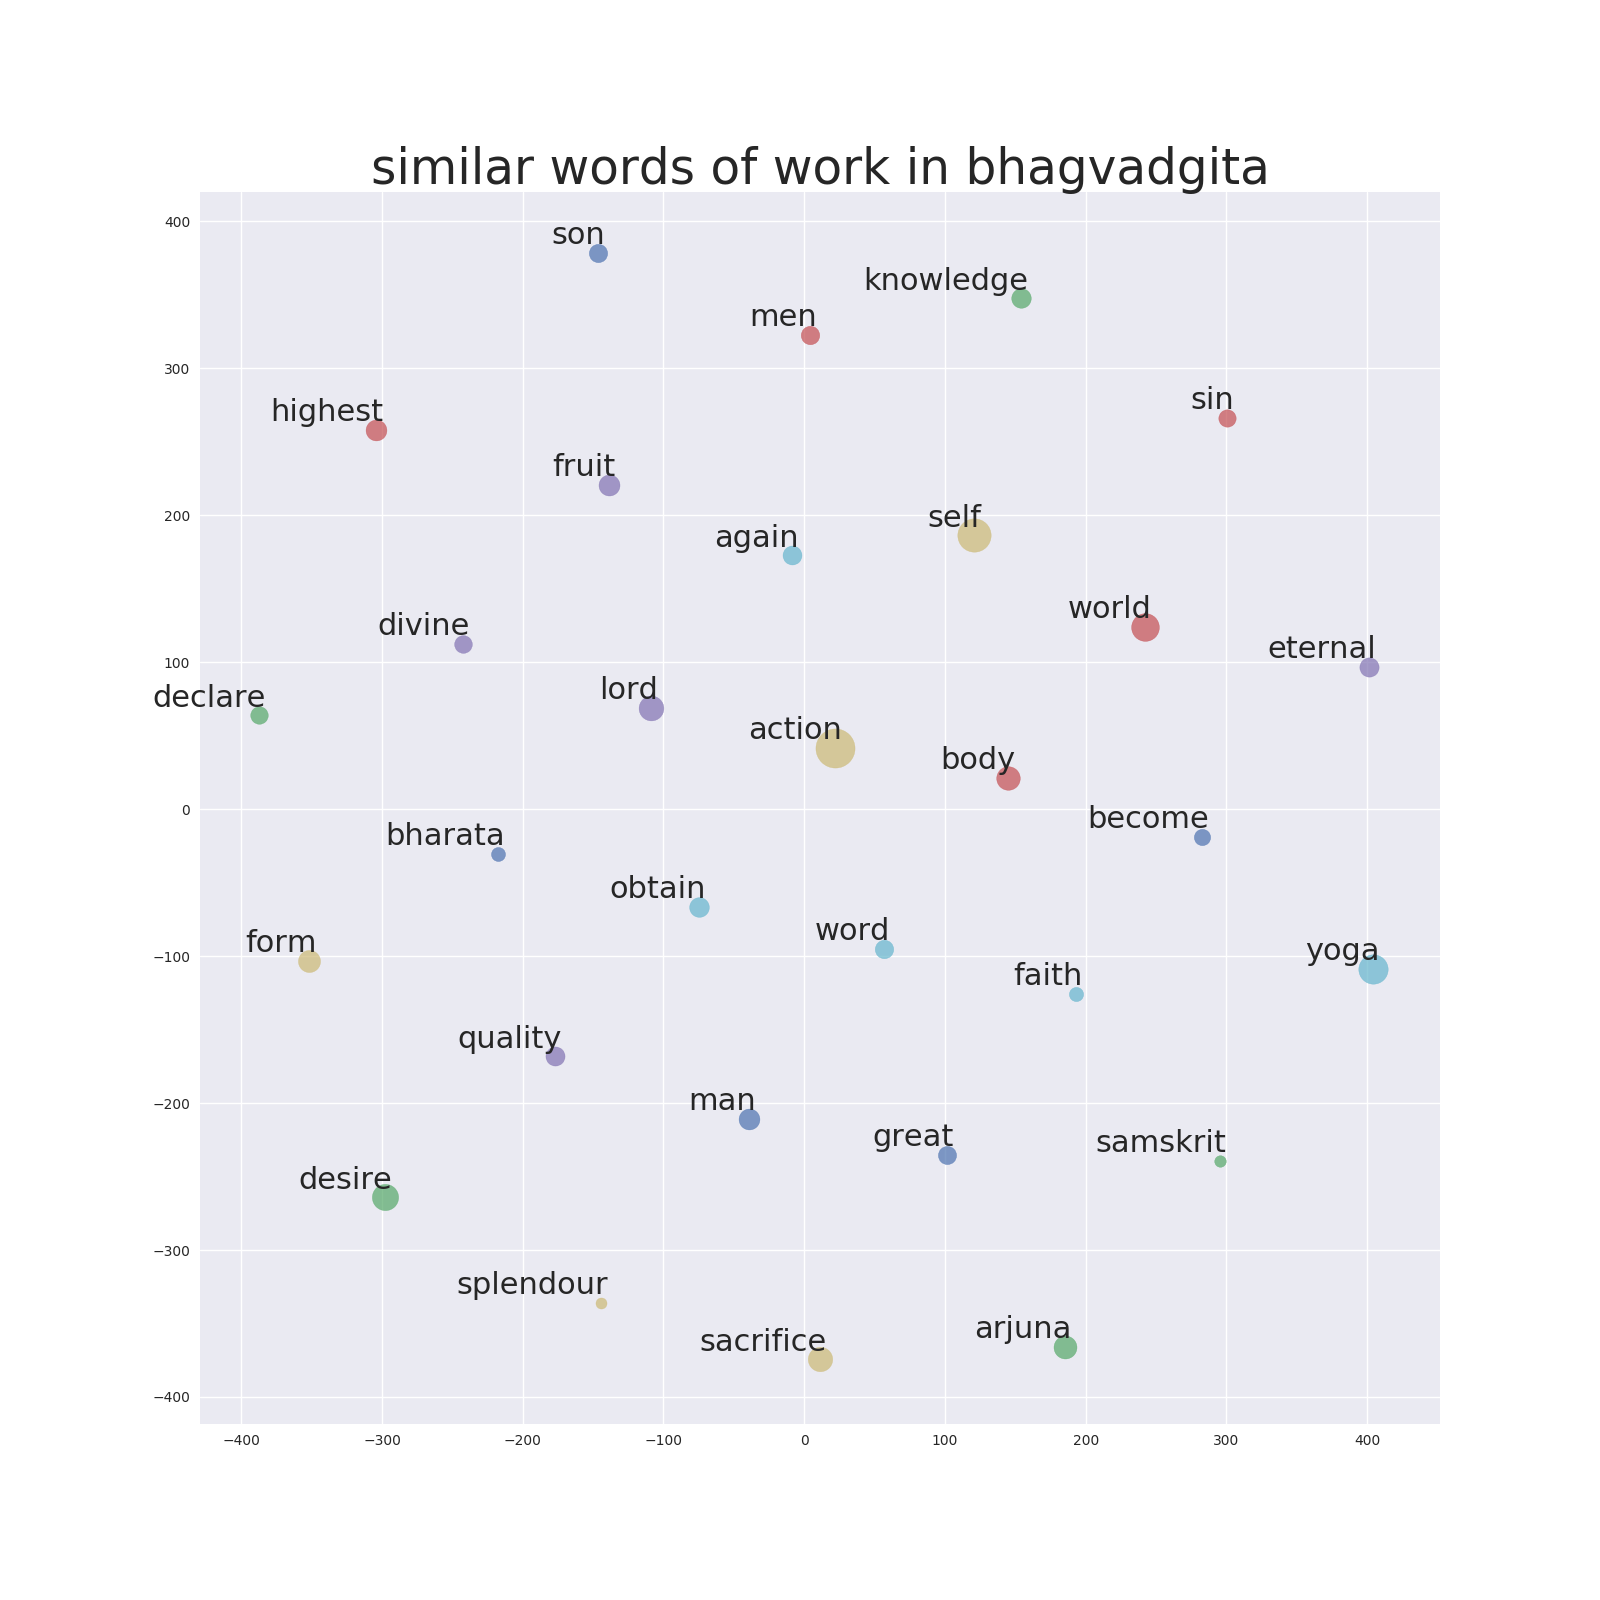 similar words of work in bhagvadgita
400
son
knowledge
men
300
highest
sin
fruit
200
self
again
world
divine
eternal
100
declare
lord
action
body
0
become
bharata
obtain
word
form
−100
yoga
faith
quality
−200
man
great
samskrit
desire
−300
splendour
sacrifice
arjuna
−400
−400 −300 −200 −100 0 100 200 300 400